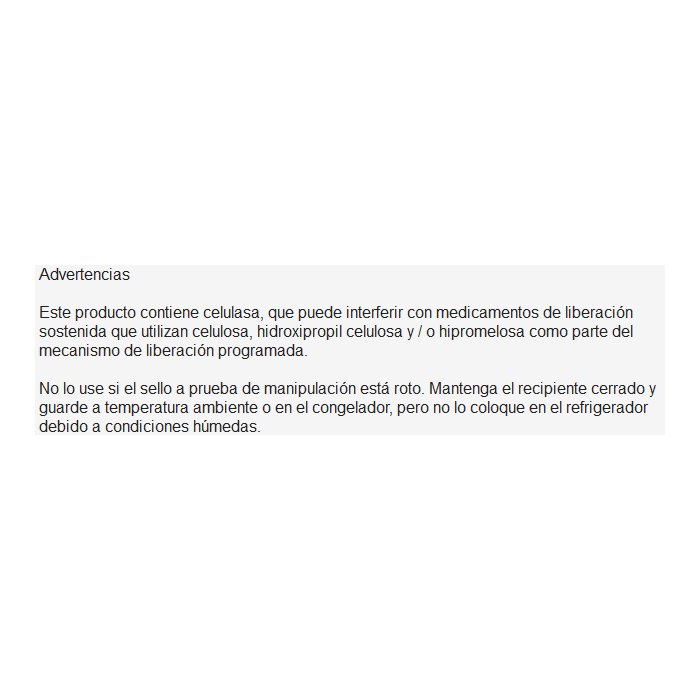 Advertencias
Este producto contiene celulasa, que puede interferir con medicamentos de liberación
sostenida que utilizan celulosa, hidroxipropil celulosa y / o hipromelosa como parte del
mecanismo de liberación programada.
No lo use si el sello a prueba de manipulación está roto. Mantenga el recipiente cerrado y
guarde a temperatura ambiente o en el congelador, pero no lo coloque en el refrigerador
debido a condiciones húmedas.